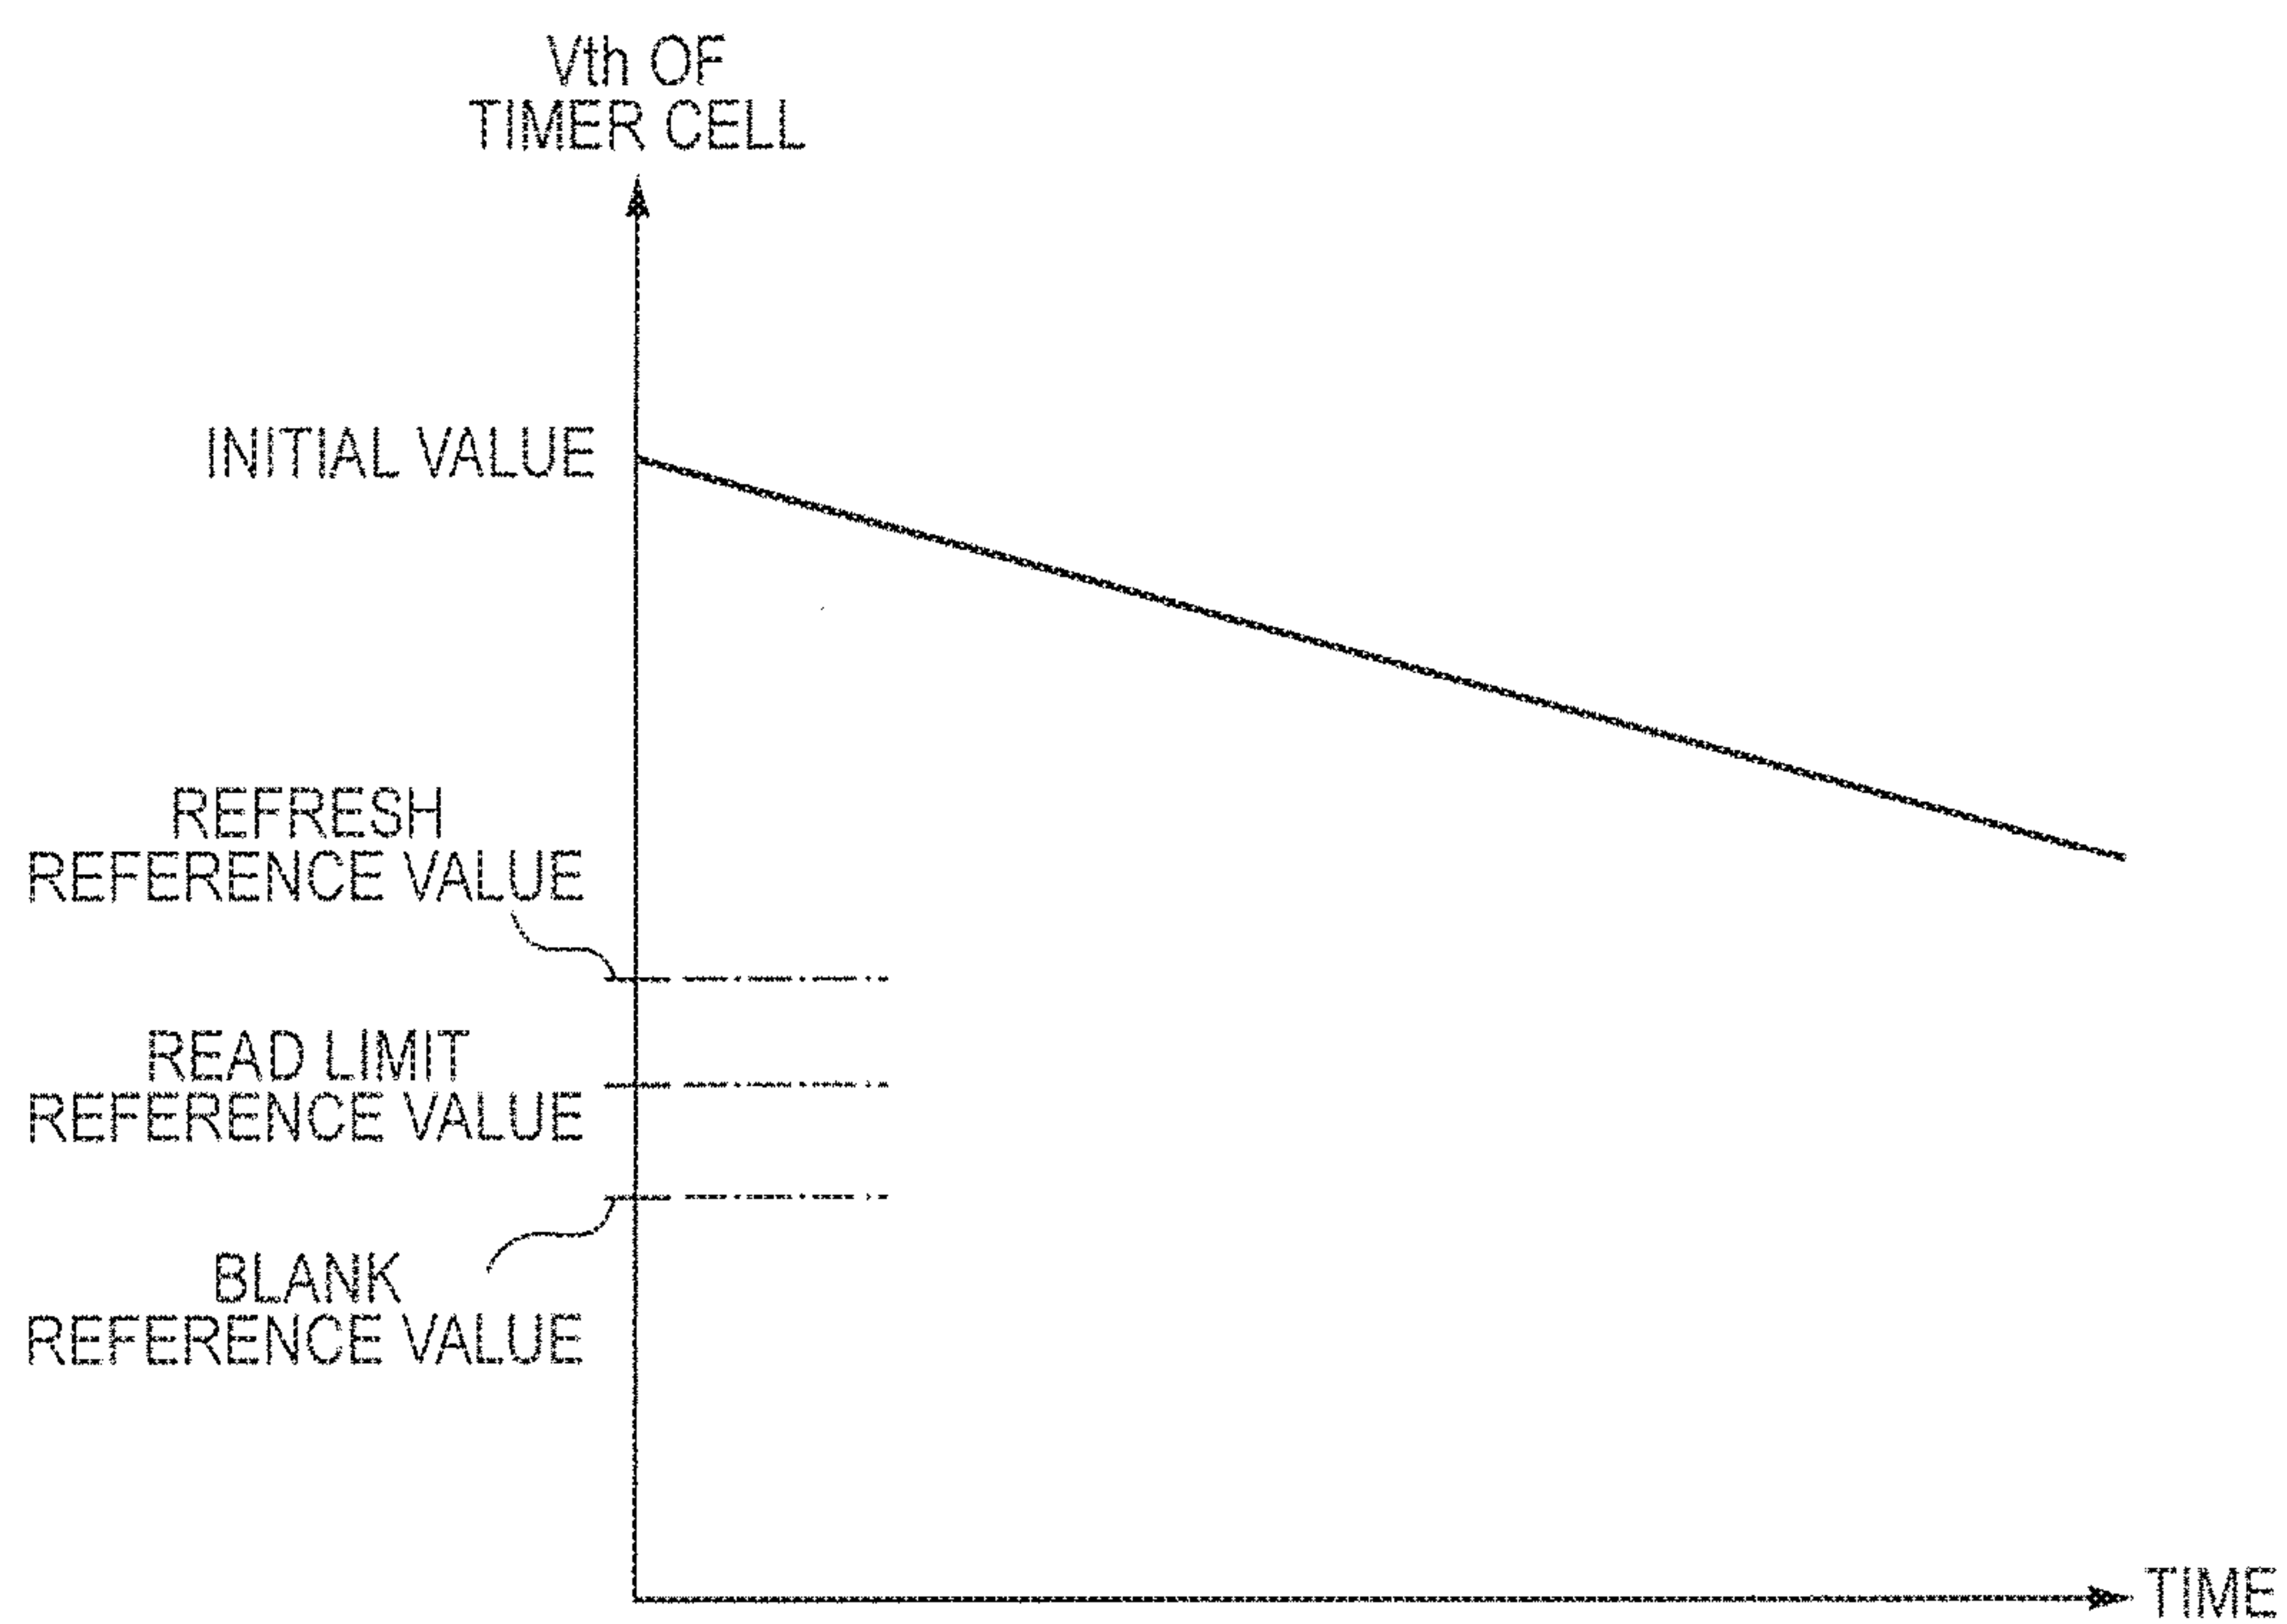 Vth OF
TIMER CELL
INITIAL VALUE
REFRESH
REFERENCE VALUE
READ LIMIT
REFERENCE VALUE
BLANK
REFERENCE VALUE
TIME